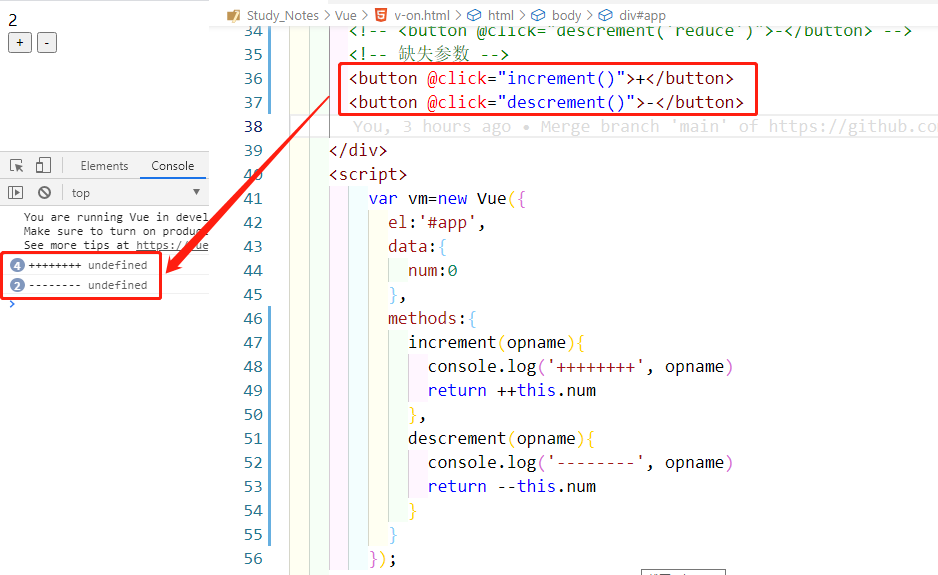 2
+ -
Elements Console
top
You are running Vue in devel
Make sure to turn on produc
See more tips at https://vue
4 ++++++++ undefined
2 -------- undefined
>
Study_Notes > Vue > v-on.html > html > body > div#app
34 <!-- <button @click="descrement('reduce')">-</button> -->
35 <!-- 缺失参数 -->
36 <button @click="increment()">+</button>
37 <button @click="descrement()">-</button>
38 You, 3 hours ago • Merge branch 'main' of https://github.co
39 </div>
40 <script>
41 var vm=new Vue({
42 el:'#app',
43 data:{
44 num:0
45 },
46 methods:{
47 increment(opname){
48 console.log('++++++++', opname)
49 return ++this.num
50 },
51 descrement(opname){
52 console.log('--------', opname)
53 return --this.num
54 }
55 }
56 });